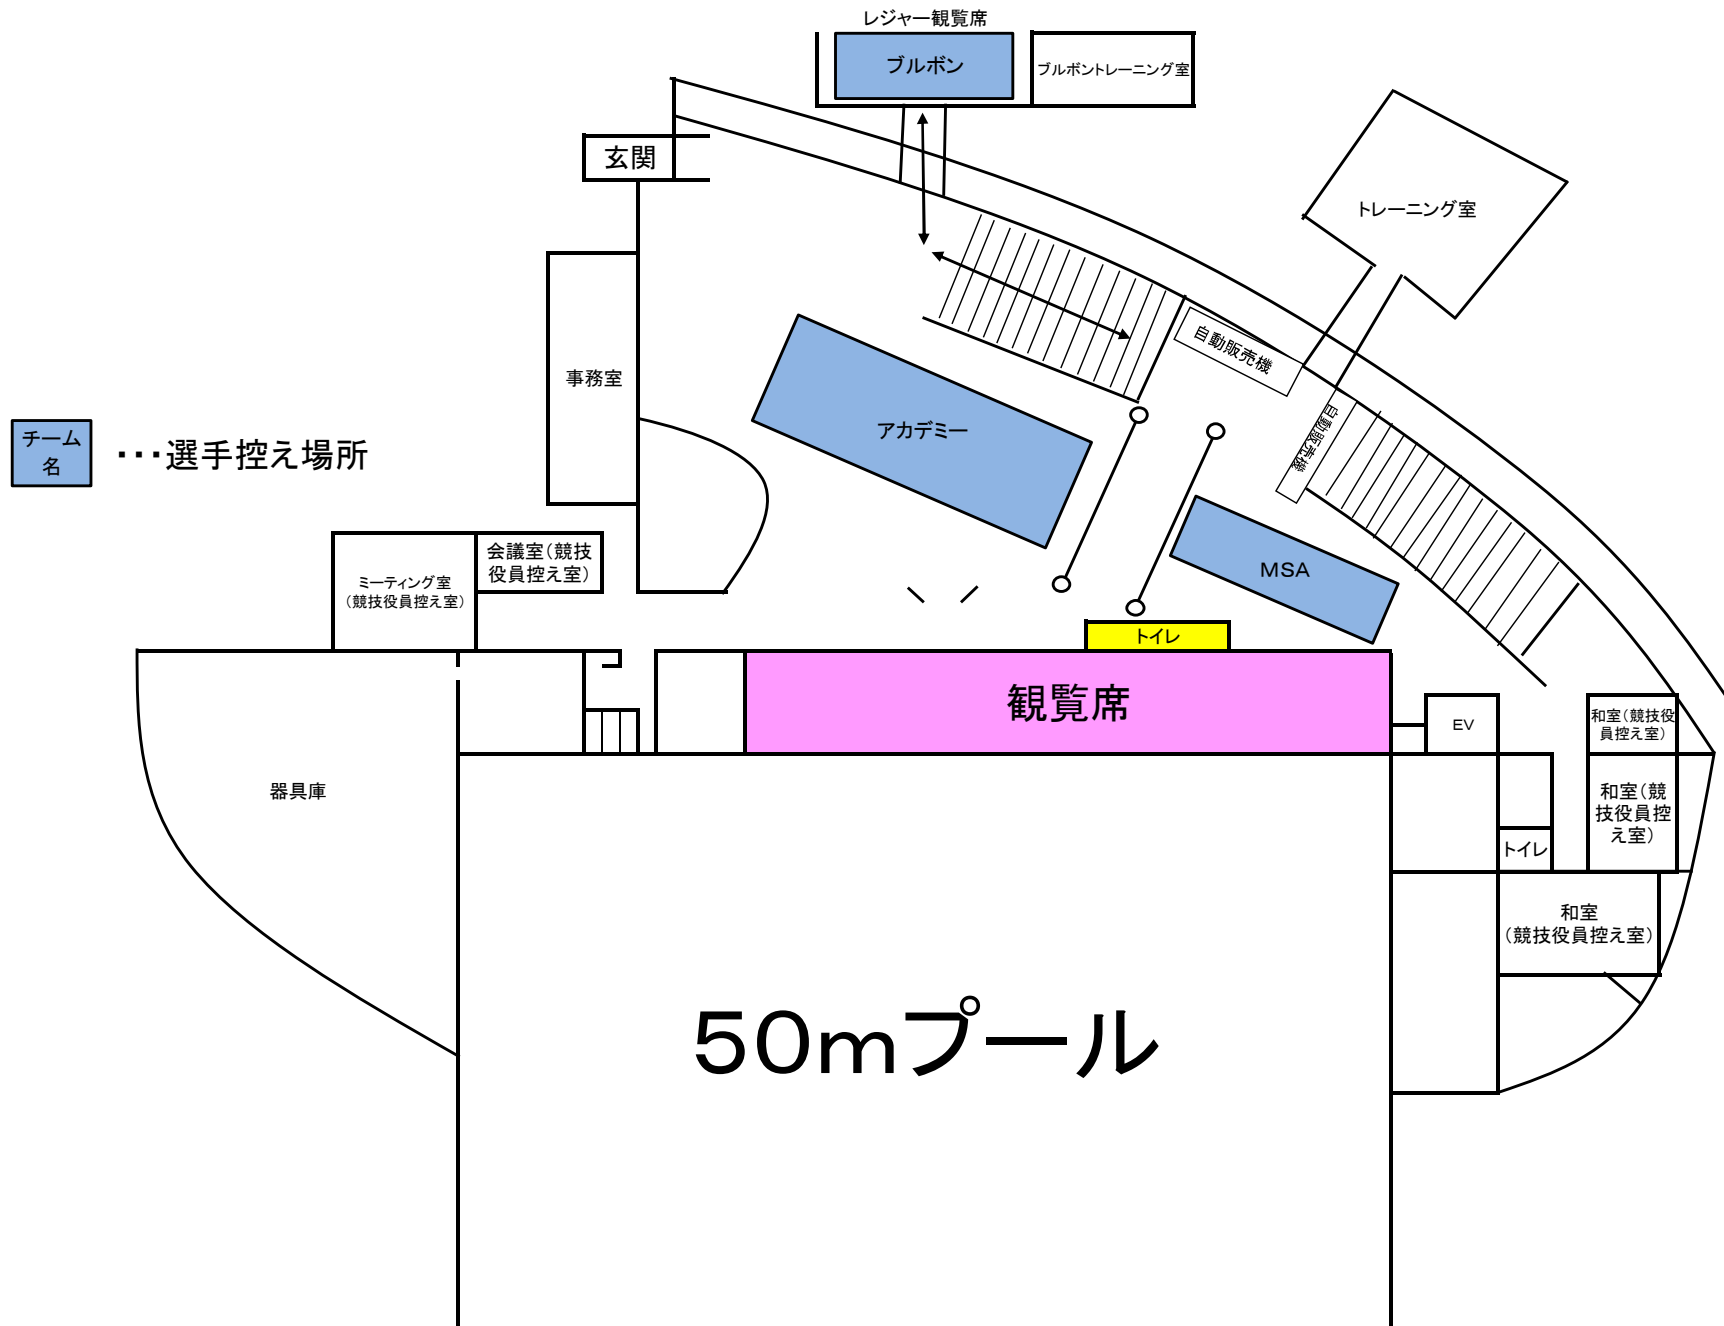 レジャー観覧席
ブルボン
ブルボントレーニング室
玄関
トレーニング室
自動販売機
事務室
自動販売機
アカデミー
チーム
名
・・・選手控え場所
会議室（競技
役員控え室）
ミーティング室
（競技役員控え室）
MSA
トイレ
観覧席
EV
和室（競技役
員控え室）
器具庫
和室（競
技役員控
え室）
トイレ
和室
（競技役員控え室）
50mプール